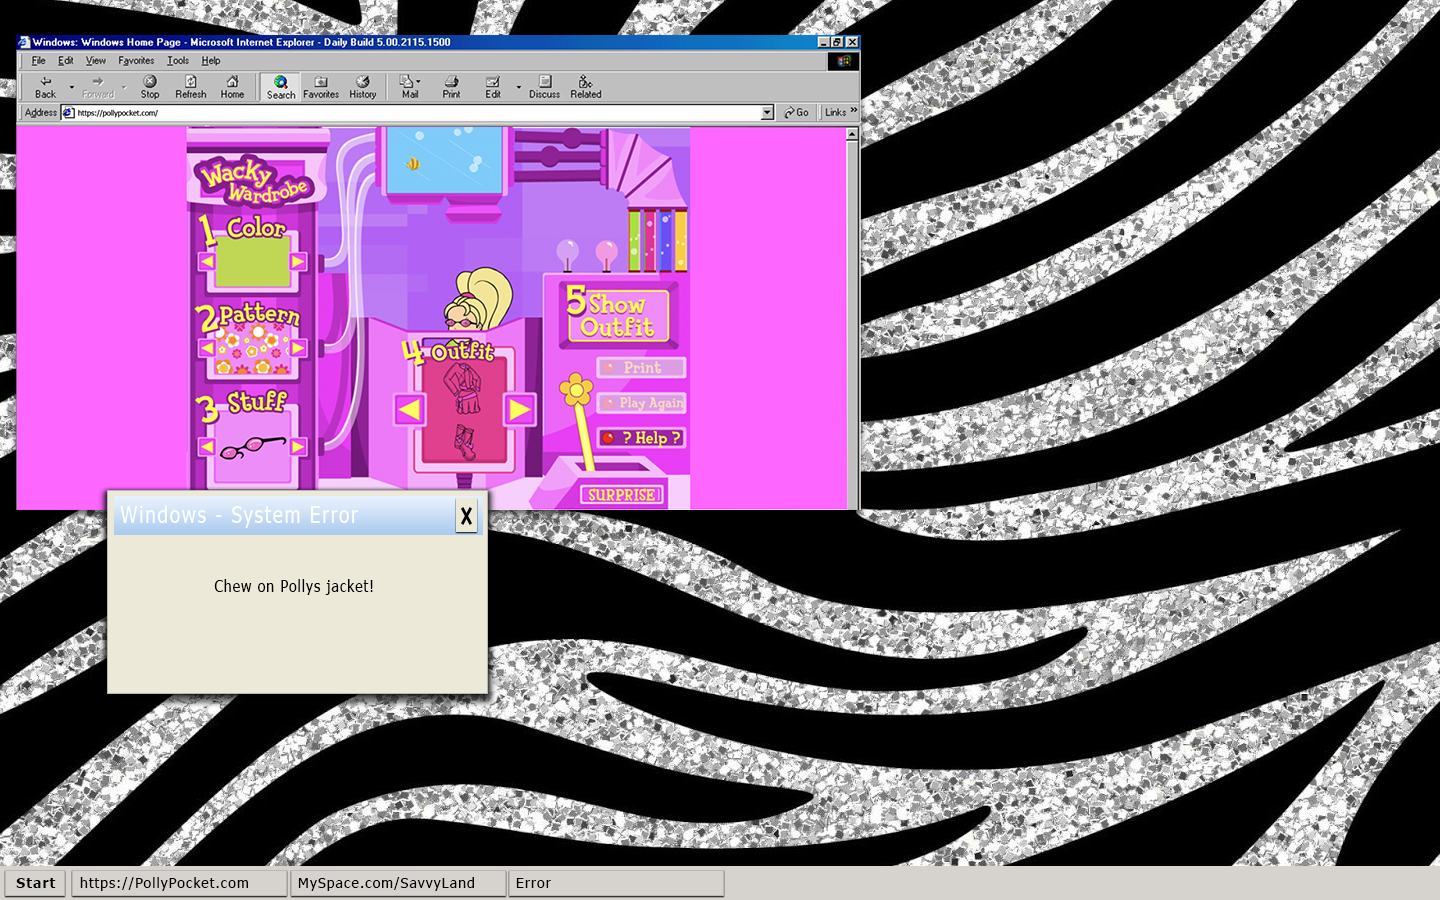 Windows: Windows Home Page - Microsoft Internet Explorer - Daily Build 5.00.2115.1500
File Edit View Favorites Tools Help
Back Forward Stop Refresh Home Search Favorites History Mail Print Edit Discuss Related
Address https://pollypocket.com/ Go Links »
Wacky
Wardrobe
1 Color
2 Pattern
3 Stuff
4 Outfit
5 Show
Outfit
Print
Play Again
? Help ?
SURPRISE
Windows - System Error
X
Chew on Pollys jacket!
Start https://PollyPocket.com MySpace.com/SavvyLand Error